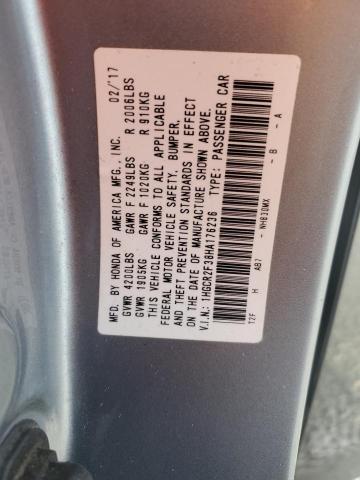 MFD. BY HONDA OF AMERICA MFG., INC. 02/'17
GVWR 4200LBS GAWR F 2249LBS R 2006LBS
GVWR 1905KG GAWR F 1020KG R 910KG
THIS VEHICLE CONFORMS TO ALL APPLICABLE
FEDERAL MOTOR VEHICLE SAFETY, BUMPER,
AND THEFT PREVENTION STANDARDS IN EFFECT
ON THE DATE OF MANUFACTURE SHOWN ABOVE.
V.I.N.: 1HGCR2F38HA176236 TYPE: PASSENGER CAR
T2F H AB7 - NH830MX - B - A